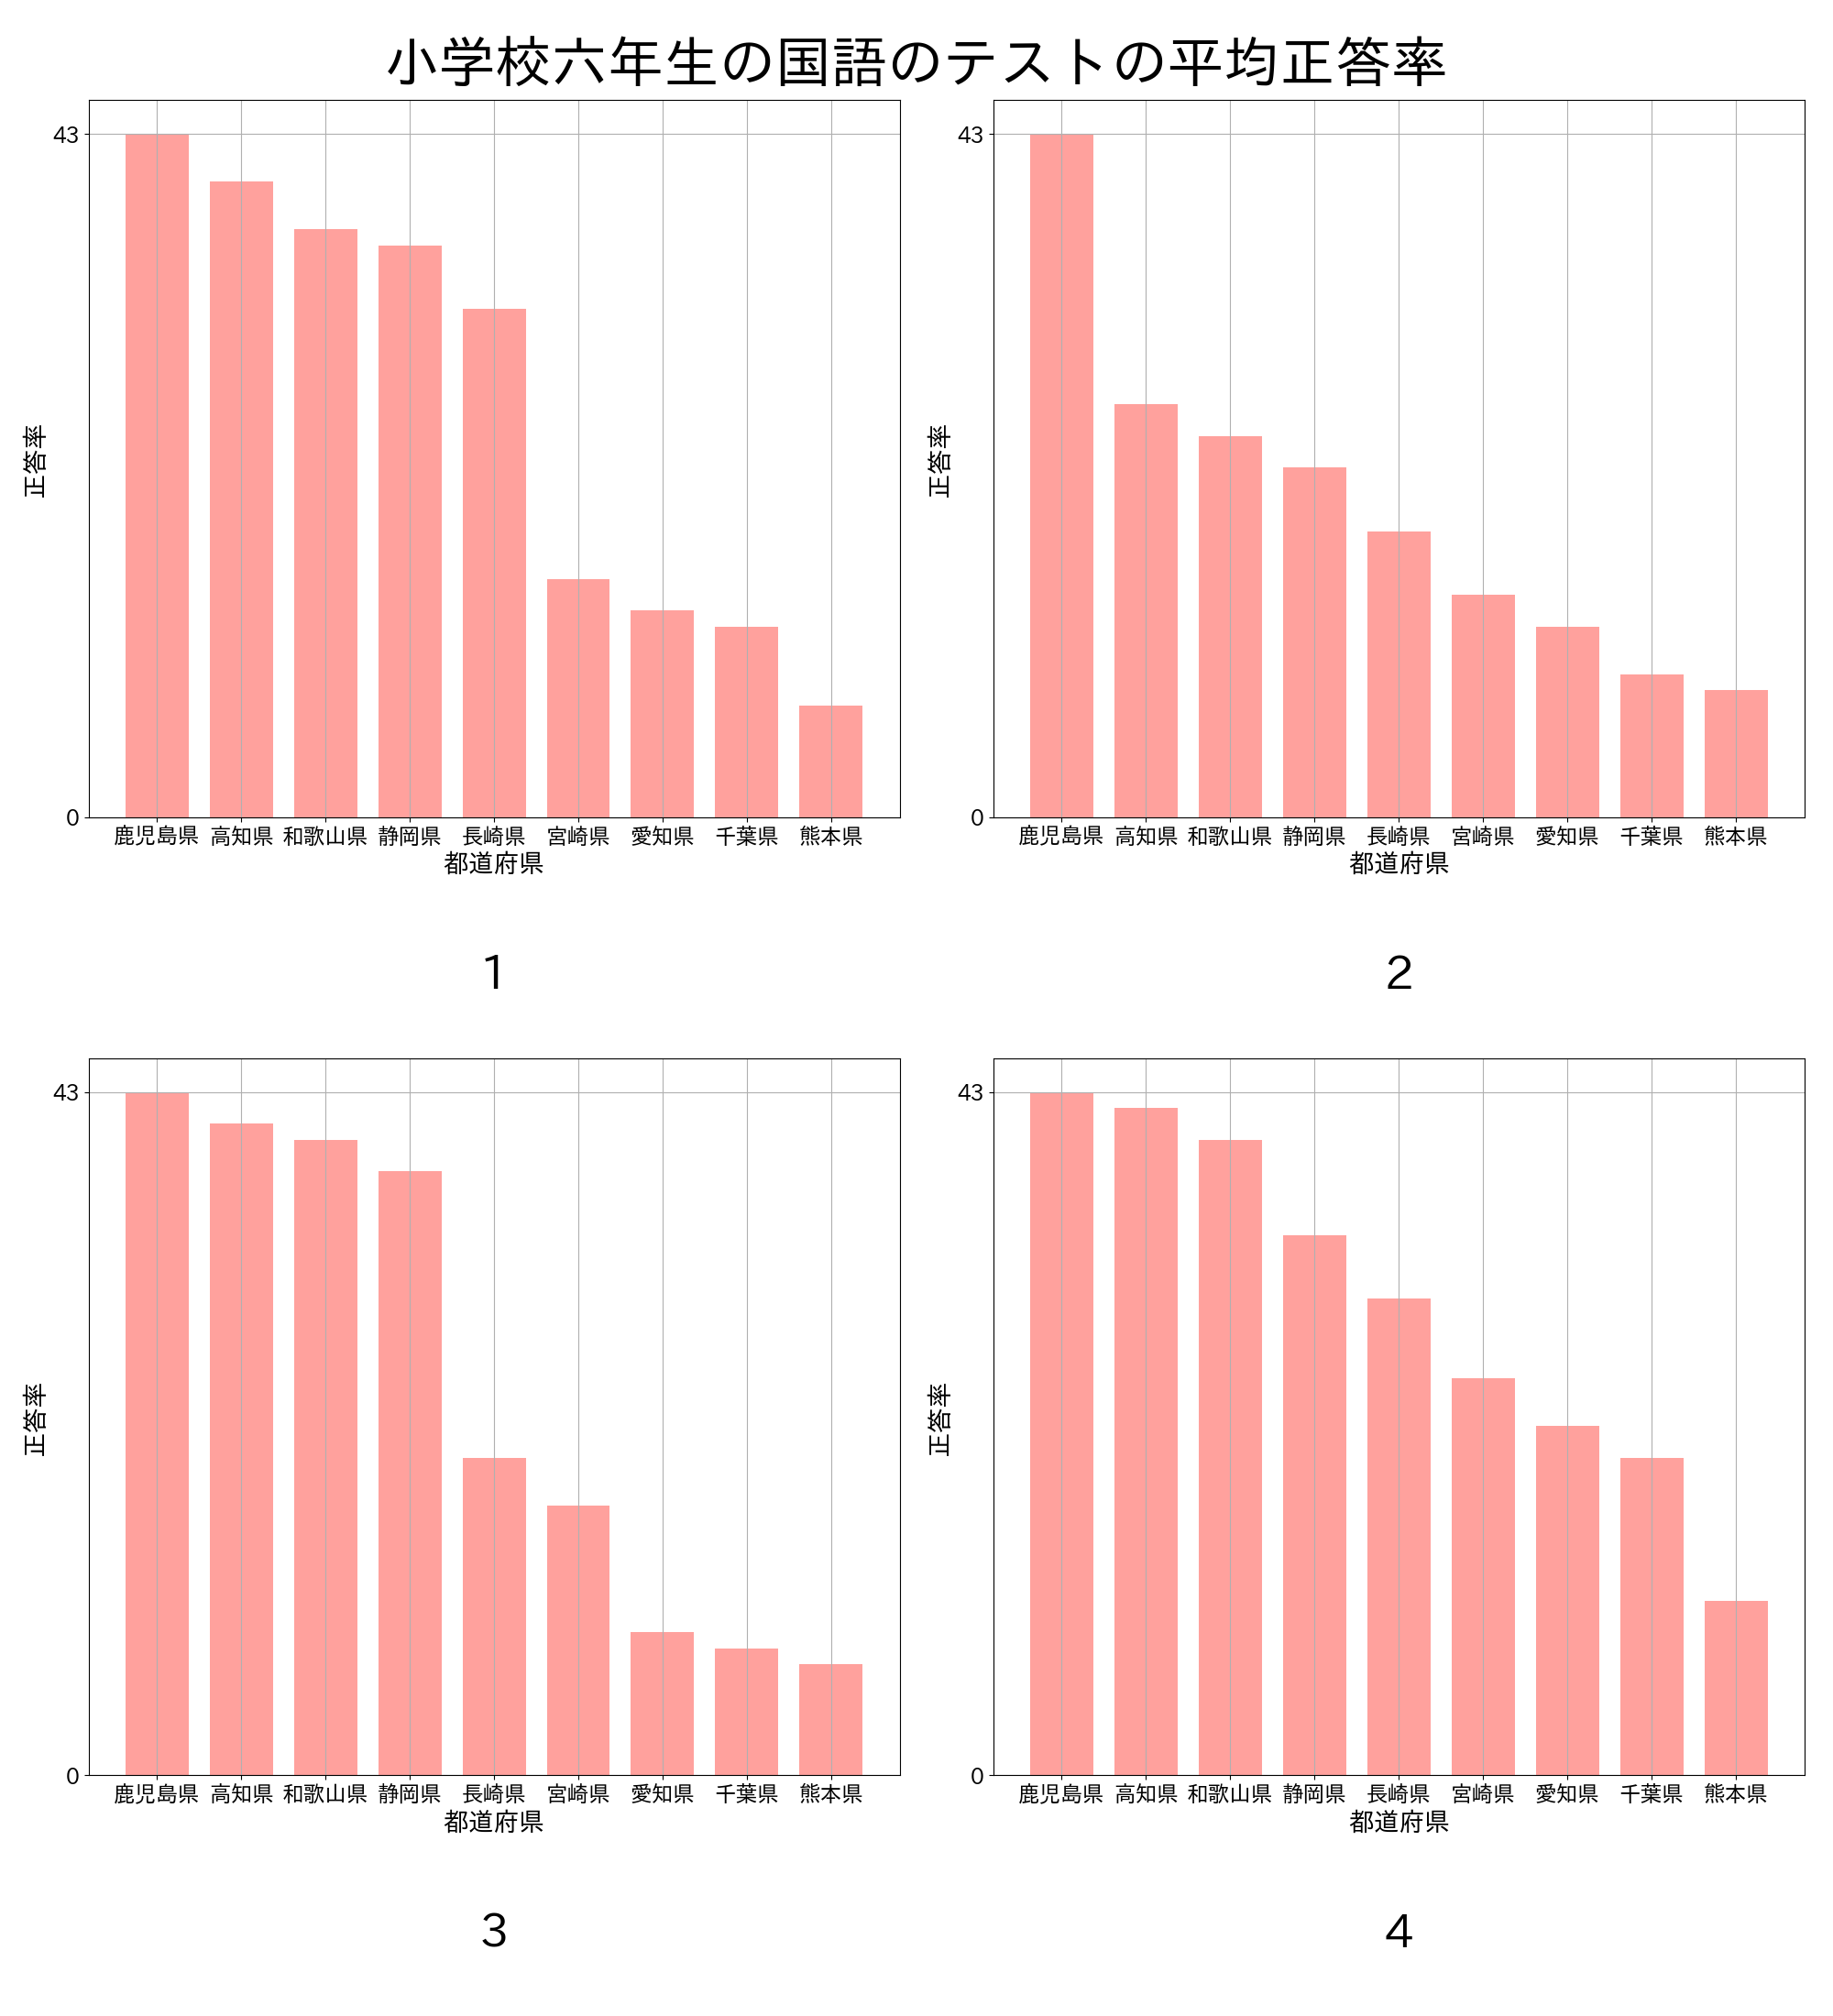 小学校六年生の国語のテストの平均正答率
43
正答率
0
鹿児島県 高知県 和歌山県 静岡県 長崎県 宮崎県 愛知県 千葉県 熊本県
都道府県
1
43
正答率
0
鹿児島県 高知県 和歌山県 静岡県 長崎県 宮崎県 愛知県 千葉県 熊本県
都道府県
2
43
正答率
0
鹿児島県 高知県 和歌山県 静岡県 長崎県 宮崎県 愛知県 千葉県 熊本県
都道府県
3
43
正答率
0
鹿児島県 高知県 和歌山県 静岡県 長崎県 宮崎県 愛知県 千葉県 熊本県
都道府県
4